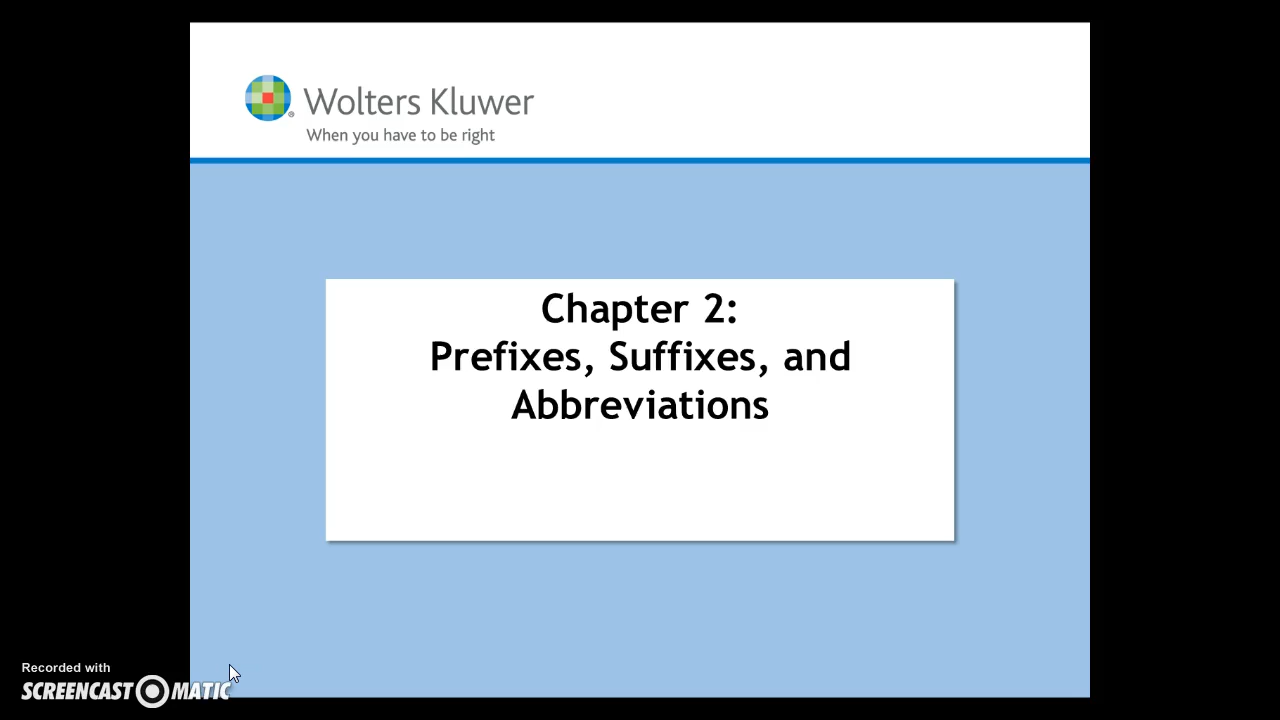 Wolters Kluwer
When you have to be right
Chapter 2:
Prefixes, Suffixes, and
Abbreviations
Recorded with
SCREENCAST MATIC